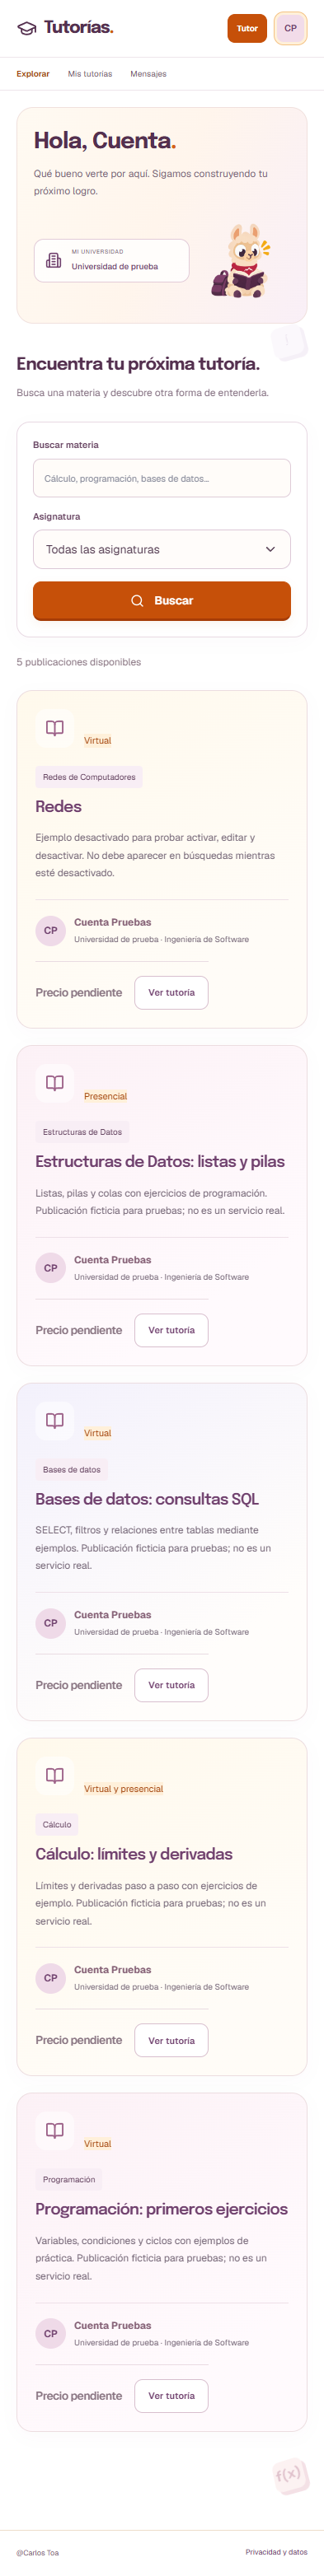 Tutorías.
Tutor
CP
Explorar
Mis tutorías
Mensajes
Hola, Cuenta.
Qué bueno verte por aquí. Sigamos construyendo tu
próximo logro.
MI UNIVERSIDAD
Universidad de prueba
Encuentra tu próxima tutoría.
Busca una materia y descubre otra forma de entenderla.
Buscar materia
Cálculo, programación, bases de datos...
Asignatura
Todas las asignaturas
Buscar
5 publicaciones disponibles
Virtual
Redes de Computadores
Redes
Ejemplo desactivado para probar activar, editar y
desactivar. No debe aparecer en búsquedas mientras
esté desactivado.
CP
Cuenta Pruebas
Universidad de prueba · Ingeniería de Software
Precio pendiente
Ver tutoría
Presencial
Estructuras de Datos
Estructuras de Datos: listas y pilas
Listas, pilas y colas con ejercicios de programación.
Publicación ficticia para pruebas; no es un servicio real.
CP
Cuenta Pruebas
Universidad de prueba · Ingeniería de Software
Precio pendiente
Ver tutoría
Virtual
Bases de datos
Bases de datos: consultas SQL
SELECT, filtros y relaciones entre tablas mediante
ejemplos. Publicación ficticia para pruebas; no es un
servicio real.
CP
Cuenta Pruebas
Universidad de prueba · Ingeniería de Software
Precio pendiente
Ver tutoría
Virtual y presencial
Cálculo
Cálculo: límites y derivadas
Límites y derivadas paso a paso con ejercicios de
ejemplo. Publicación ficticia para pruebas; no es un
servicio real.
CP
Cuenta Pruebas
Universidad de prueba · Ingeniería de Software
Precio pendiente
Ver tutoría
Virtual
Programación
Programación: primeros ejercicios
Variables, condiciones y ciclos con ejemplos de
práctica. Publicación ficticia para pruebas; no es un
servicio real.
CP
Cuenta Pruebas
Universidad de prueba · Ingeniería de Software
Precio pendiente
Ver tutoría
f(x)
@Carlos Toa
Privacidad y datos